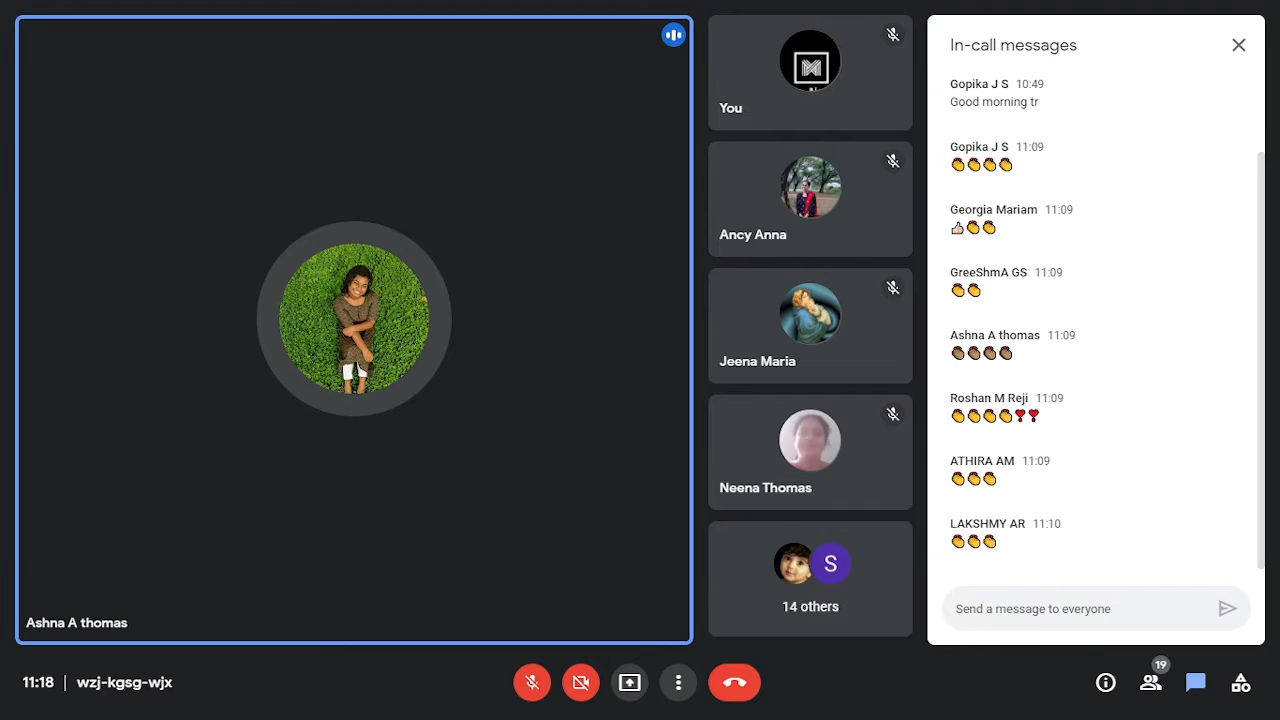 Ashna A thomas
You
Ancy Anna
Jeena Maria
Neena Thomas
S
14 others
In-call messages
Gopika J S 10:49
Good morning tr
Gopika J S 11:09
👏👏👏👏
Georgia Mariam 11:09
👍🏻👏👏
GreeShmA GS 11:09
👏👏
Ashna A thomas 11:09
👏🏽👏🏽👏🏽👏🏽
Roshan M Reji 11:09
👏👏👏👏❣️❣️
ATHIRA AM 11:09
👏👏👏
LAKSHMY AR 11:10
👏👏👏
Send a message to everyone
11:18 | wzj-kgsg-wjx
19